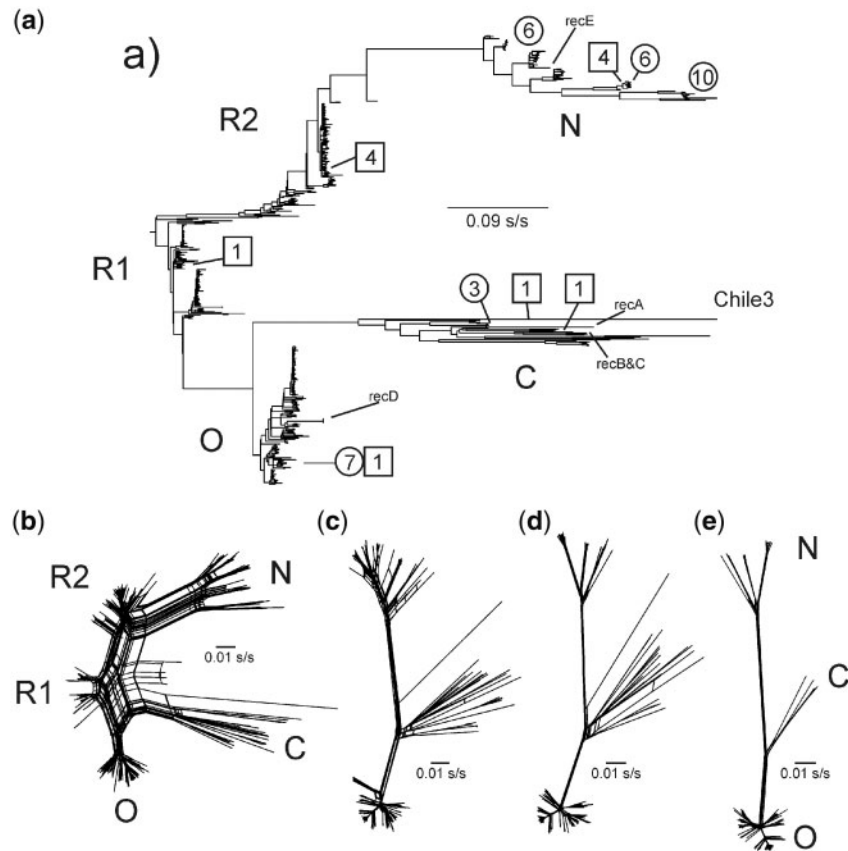 (a)
a)
6
recE
4
6
10
R2
N
4
0.09 s/s
R1
1
3
1
1
Chile3
recA
recB&C
C
recD
O
7
1
(b)
(c)
(d)
(e)
R2
N
N
0.01 s/s
R1
C
C
0.01 s/s
0.01 s/s
0.01 s/s
O
O